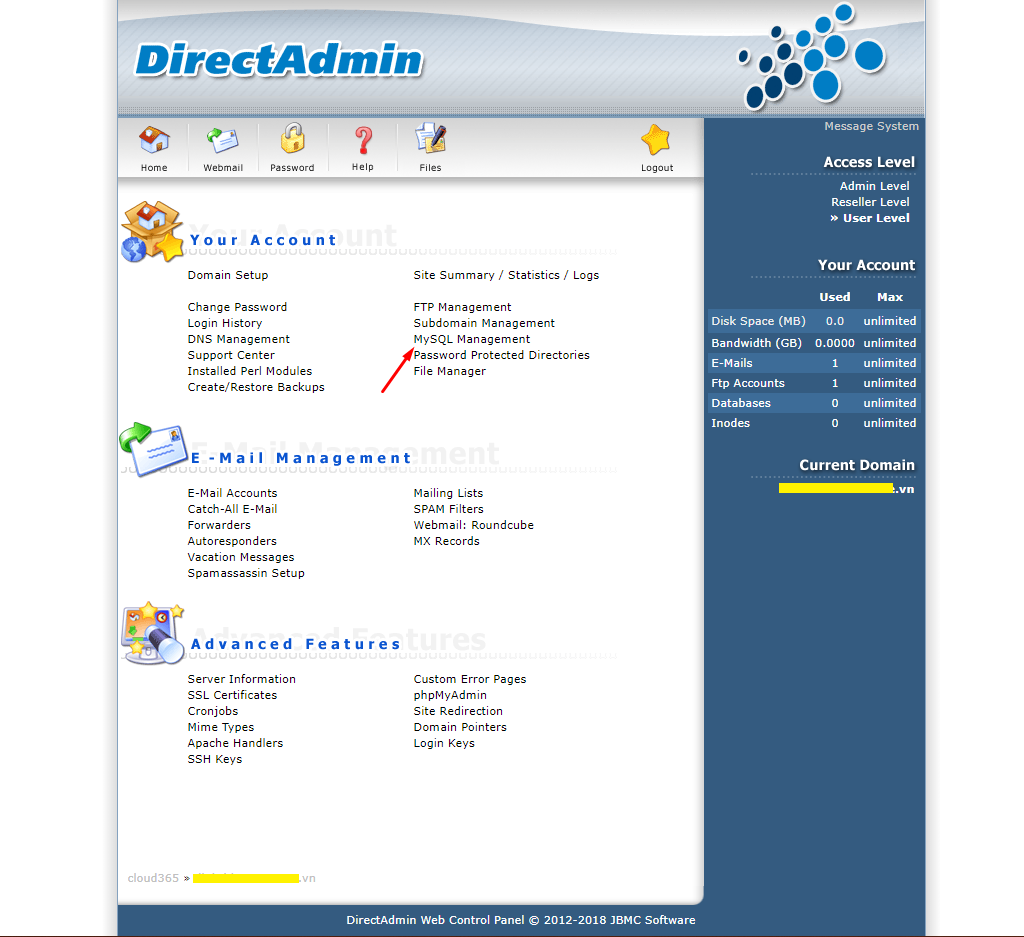 DirectAdmin
Message System
Home
Webmail
Password
Help
Files
Logout
Access Level
Admin Level
Reseller Level
» User Level
Your Account
Your Account
Domain Setup
Site Summary / Statistics / Logs
Change Password
FTP Management
Login History
Subdomain Management
DNS Management
MySQL Management
Support Center
Password Protected Directories
Installed Perl Modules
File Manager
Create/Restore Backups
Your Account
Used Max
Disk Space (MB) 0.0 unlimited
Bandwidth (GB) 0.0000 unlimited
E-Mails 1 unlimited
Ftp Accounts 1 unlimited
Databases 0 unlimited
Inodes 0 unlimited
Current Domain
.vn
E-Mail Management
E-Mail Management
E-Mail Accounts
Mailing Lists
Catch-All E-Mail
SPAM Filters
Forwarders
Webmail: Roundcube
Autoresponders
MX Records
Vacation Messages
Spamassassin Setup
Advanced Features
Advanced Features
Server Information
Custom Error Pages
SSL Certificates
phpMyAdmin
Cronjobs
Site Redirection
Mime Types
Domain Pointers
Apache Handlers
Login Keys
SSH Keys
cloud365 » .vn
DirectAdmin Web Control Panel © 2012-2018 JBMC Software